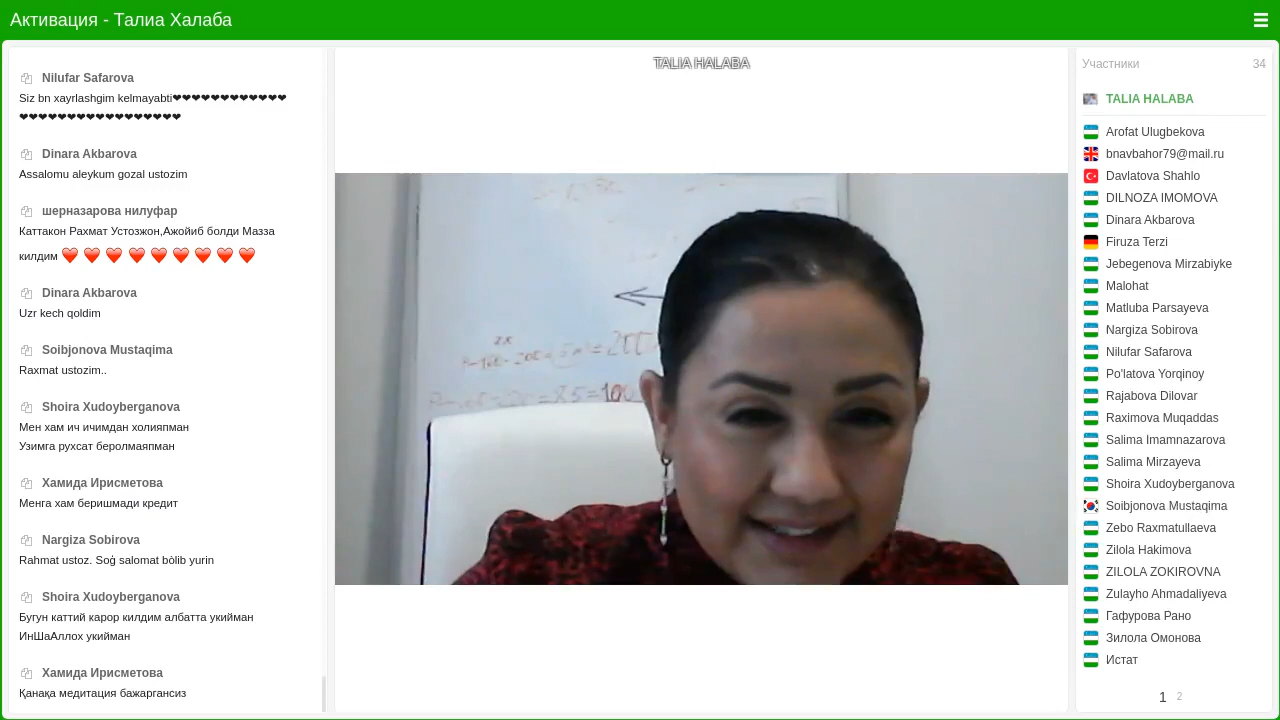 Активация - Талиа Халаба
Nilufar Safarova
Siz bn xayrlashgim kelmayabti❤❤❤❤❤❤❤❤❤❤❤❤
❤❤❤❤❤❤❤❤❤❤❤❤❤❤❤❤❤
Dinara Akbarova
Assalomu aleykum gozal ustozim
шерназарова нилуфар
Каттакон Рахмат Устозжон,Ажойиб болди Мазза
килдим ❤❤❤❤❤❤❤❤❤
Dinara Akbarova
Uzr kech qoldim
Soibjonova Mustaqima
Raxmat ustozim..
Shoira Xudoyberganova
Мен хам ич ичимдан холияпман
Узимга рухсат беролмаяпман
Хамида Ирисметова
Менга хам беришмади кредит
Nargiza Sobirova
Rahmat ustoz. Soģ salomat bòlib yurin
Shoira Xudoyberganova
Бугун каттий карор килдим албатта укийман
ИнШаАллох укийман
Хамида Ирисметова
Қанақа медитация бажаргансиз
TALIA HALABA
Участники 34
TALIA HALABA
Arofat Ulugbekova
bnavbahor79@mail.ru
Davlatova Shahlo
DILNOZA IMOMOVA
Dinara Akbarova
Firuza Terzi
Jebegenova Mirzabiyke
Malohat
Matluba Parsayeva
Nargiza Sobirova
Nilufar Safarova
Po'latova Yorqinoy
Rajabova Dilovar
Raximova Muqaddas
Salima Imamnazarova
Salima Mirzayeva
Shoira Xudoyberganova
Soibjonova Mustaqima
Zebo Raxmatullaeva
Zilola Hakimova
ZILOLA ZOKIROVNA
Zulayho Ahmadaliyeva
Гафурова Рано
Зилола Омонова
Истат
1 2